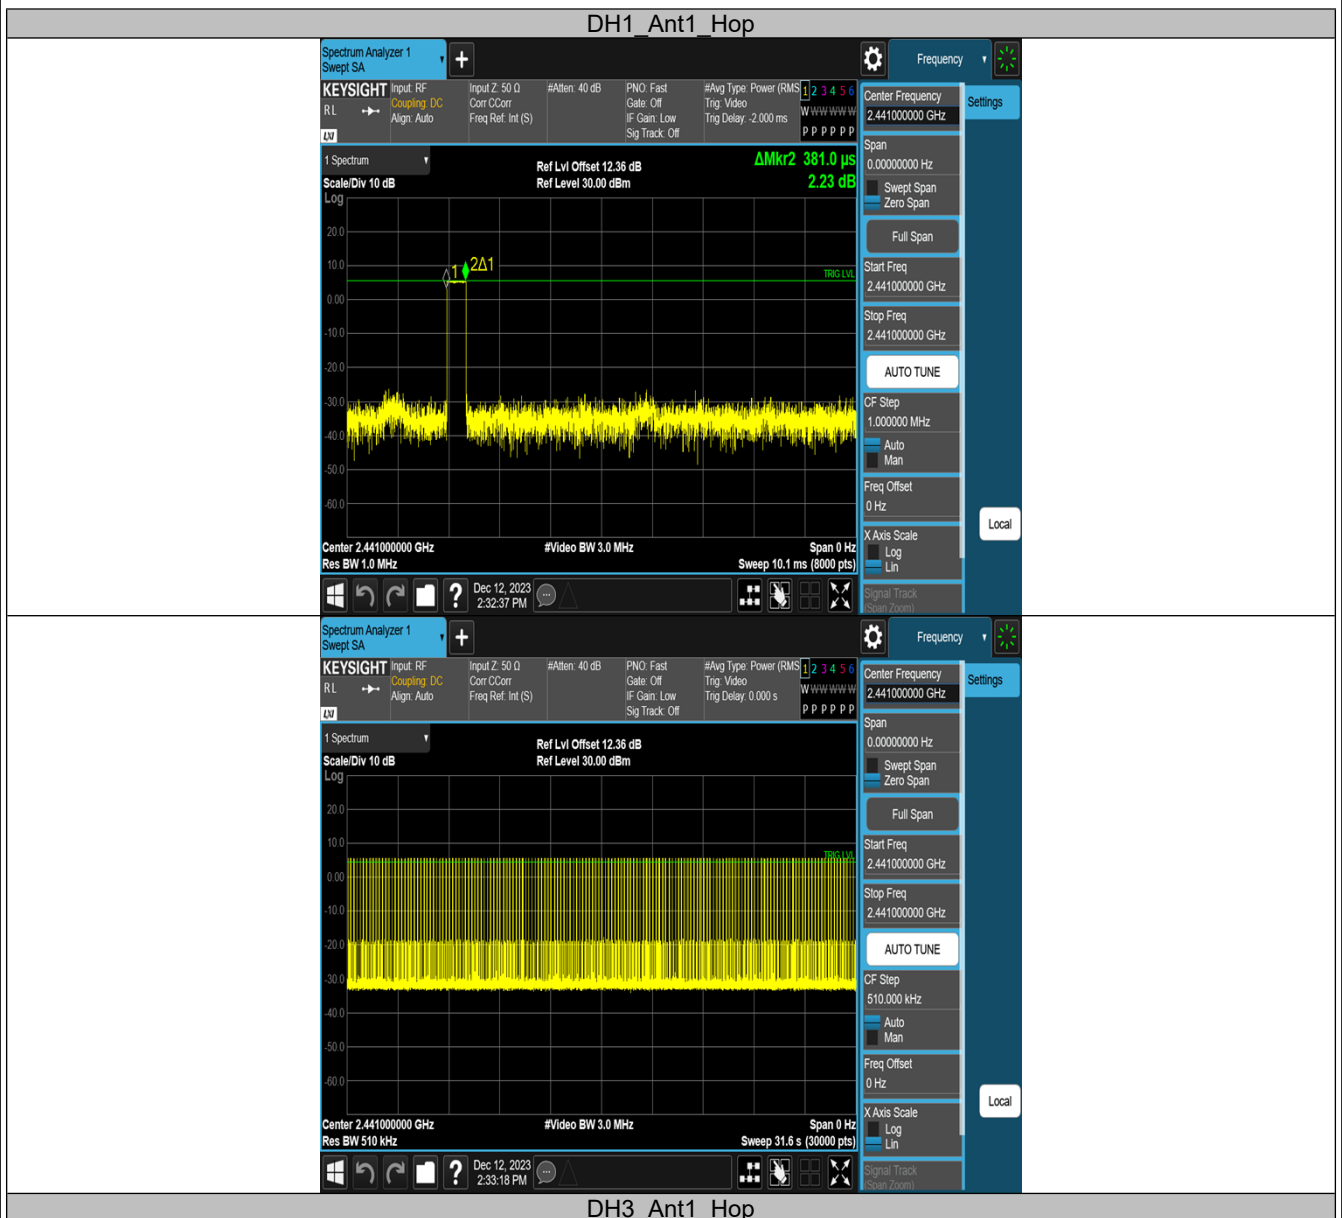 DH1_Ant1_Hop
Spectrum Analyzer 1
Swept SA
+
Frequency
KEYSIGHT
RL
LXI
Input: RF
Coupling: DC
Align: Auto
Input Z: 50 Ω
Corr CCorr
Freq Ref: Int (S)
#Atten: 40 dB
PNO: Fast
Gate: Off
IF Gain: Low
Sig Track: Off
#Avg Type: Power (RMS
Trig: Video
Trig Delay: -2.000 ms
1 2 3 4 5 6
W W W W W W
P P P P P P
1 Spectrum
Scale/Div 10 dB
Log
Ref Lvl Offset 12.36 dB
Ref Level 30.00 dBm
ΔMkr2 381.0 µs
2.23 dB
20.0
10.0
0.00
-10.0
-20.0
-30.0
-40.0
-50.0
-60.0
1
2Δ1
TRIG LVL
Center 2.441000000 GHz
Res BW 1.0 MHz
#Video BW 3.0 MHz
Span 0 Hz
Sweep 10.1 ms (8000 pts)
?
Dec 12, 2023
2:32:37 PM
Center Frequency
2.441000000 GHz
Span
0.00000000 Hz
Swept Span
Zero Span
Full Span
Start Freq
2.441000000 GHz
Stop Freq
2.441000000 GHz
AUTO TUNE
CF Step
1.000000 MHz
Auto
Man
Freq Offset
0 Hz
X Axis Scale
Log
Lin
Signal Track
(Span Zoom)
Settings
Local
Spectrum Analyzer 1
Swept SA
+
Frequency
KEYSIGHT
RL
LXI
Input: RF
Coupling: DC
Align: Auto
Input Z: 50 Ω
Corr CCorr
Freq Ref: Int (S)
#Atten: 40 dB
PNO: Fast
Gate: Off
IF Gain: Low
Sig Track: Off
#Avg Type: Power (RMS
Trig: Video
Trig Delay: 0.000 s
1 2 3 4 5 6
W W W W W W
P P P P P P
1 Spectrum
Scale/Div 10 dB
Log
Ref Lvl Offset 12.36 dB
Ref Level 30.00 dBm
20.0
10.0
0.00
-10.0
-20.0
-30.0
-40.0
-50.0
-60.0
TRIG LVL
Center 2.441000000 GHz
Res BW 510 kHz
#Video BW 3.0 MHz
Span 0 Hz
Sweep 31.6 s (30000 pts)
?
Dec 12, 2023
2:33:18 PM
Center Frequency
2.441000000 GHz
Span
0.00000000 Hz
Swept Span
Zero Span
Full Span
Start Freq
2.441000000 GHz
Stop Freq
2.441000000 GHz
AUTO TUNE
CF Step
510.000 kHz
Auto
Man
Freq Offset
0 Hz
X Axis Scale
Log
Lin
Signal Track
(Span Zoom)
Settings
Local
DH3_Ant1_Hop